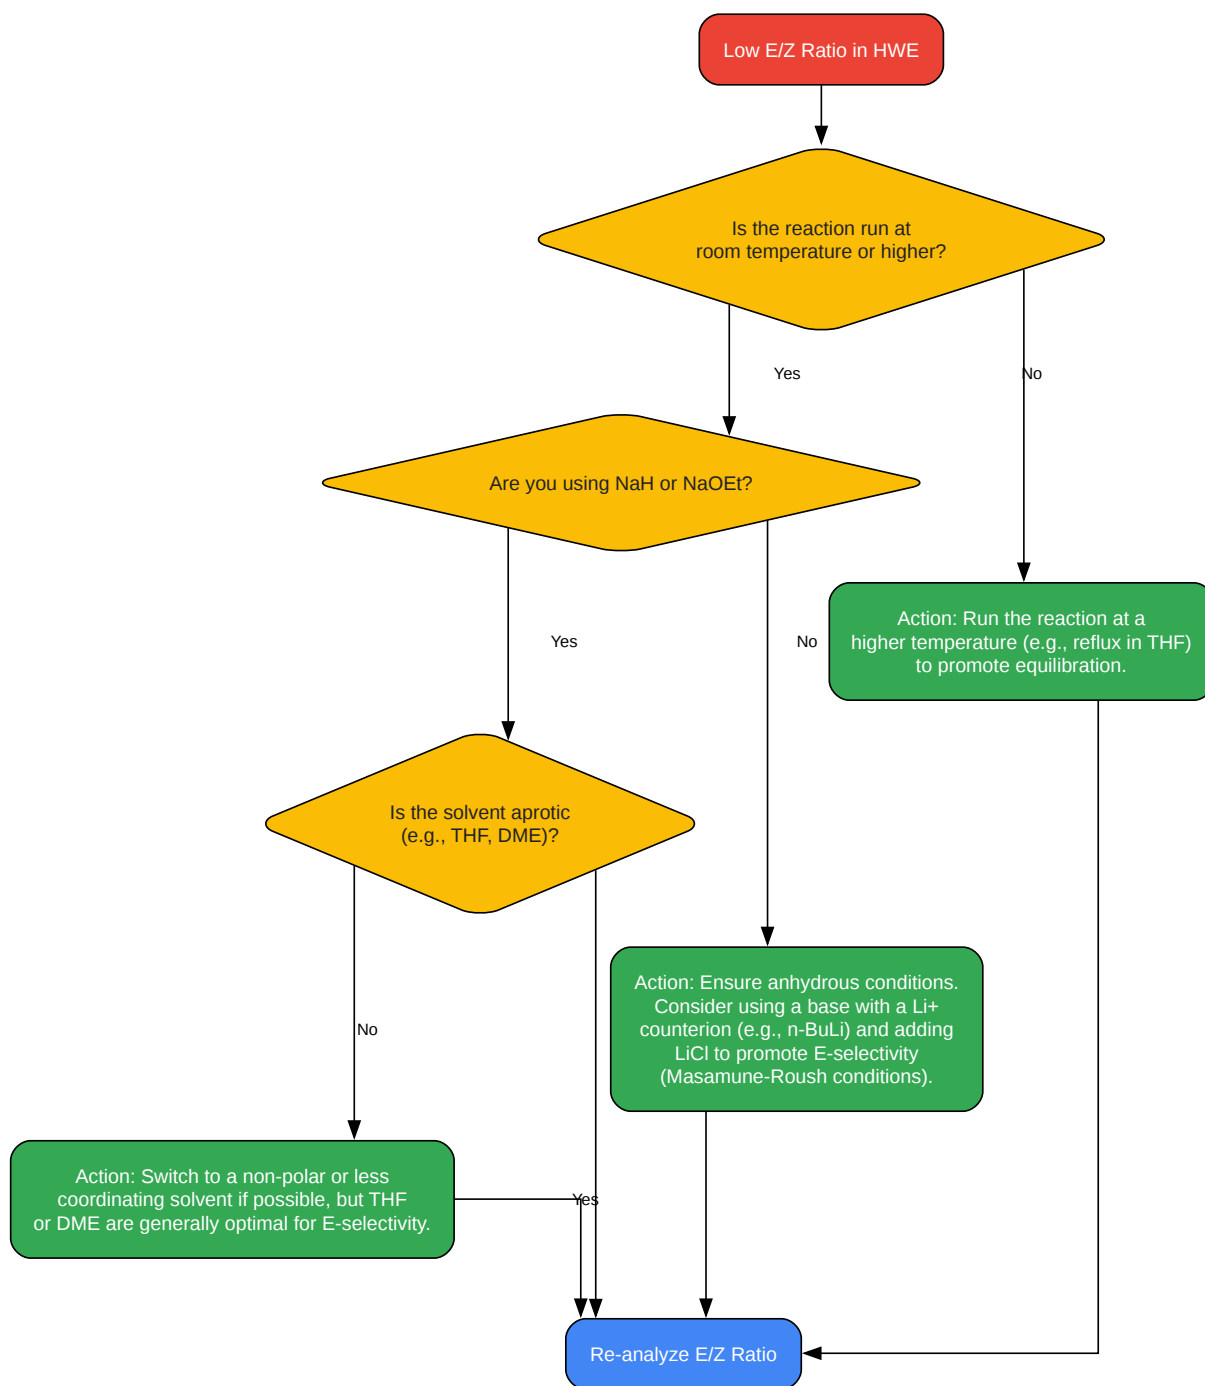 Low E/Z Ratio in HWE
Is the reaction run at
room temperature or higher?
Yes
No
Are you using NaH or NaOEt?
Action: Run the reaction at a
higher temperature (e.g., reflux in THF)
to promote equilibration.
Yes
No
Is the solvent aprotic
(e.g., THF, DME)?
Action: Ensure anhydrous conditions.
Consider using a base with a Li+
counterion (e.g., n-BuLi) and adding
LiCl to promote E-selectivity
(Masamune-Roush conditions).
No
Action: Switch to a non-polar or less
coordinating solvent if possible, but THF
or DME are generally optimal for E-selectivity.
Yes
Re-analyze E/Z Ratio